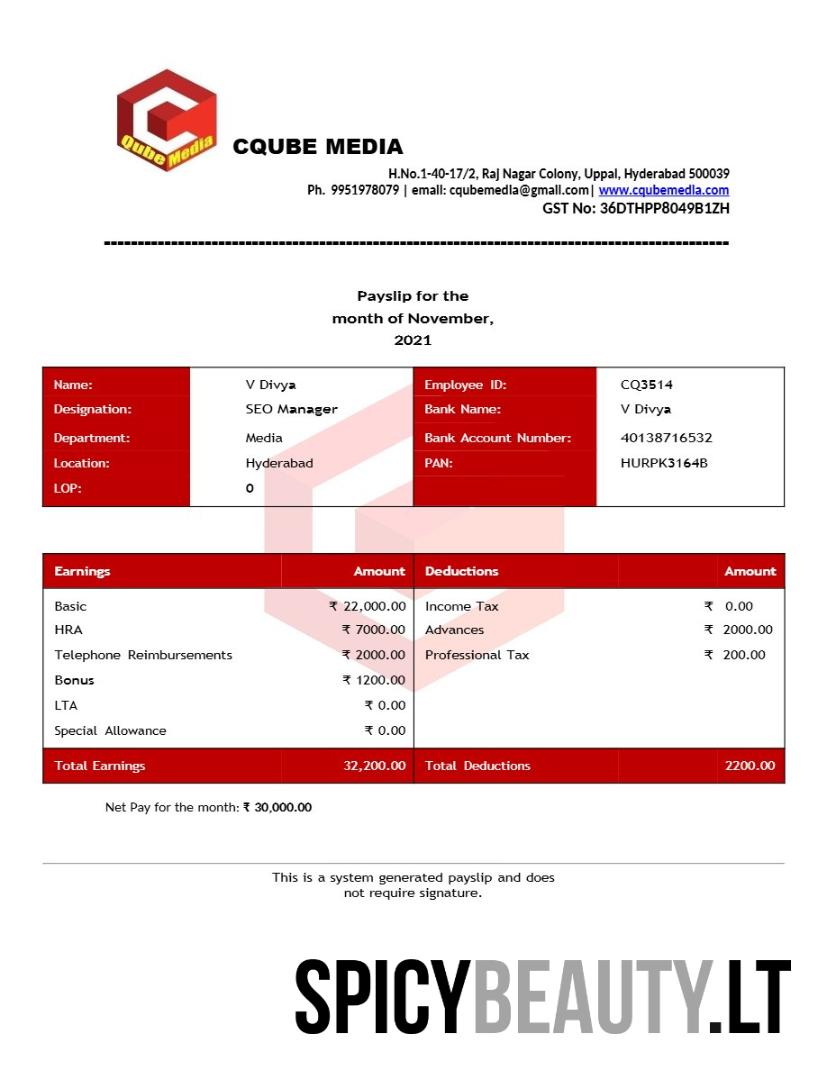 Qube Media
CQUBE MEDIA
H.No.1-40-17/2, Raj Nagar Colony, Uppal, Hyderabad 500039
Ph. 9951978079 | email: cqubemedia@gmail.com| www.cqubemedia.com
GST No: 36DTHPP8049B1ZH
Payslip for the
month of November,
2021
Name: V Divya Employee ID: CQ3514
Designation: SEO Manager Bank Name: V Divya
Department: Media Bank Account Number: 40138716532
Location: Hyderabad PAN: HURPK3164B
LOP: 0
Earnings Amount Deductions Amount
Basic ₹ 22,000.00 Income Tax ₹ 0.00
HRA ₹ 7000.00 Advances ₹ 2000.00
Telephone Reimbursements ₹ 2000.00 Professional Tax ₹ 200.00
Bonus ₹ 1200.00
LTA ₹ 0.00
Special Allowance ₹ 0.00
Total Earnings 32,200.00 Total Deductions 2200.00
Net Pay for the month: ₹ 30,000.00
This is a system generated payslip and does
not require signature.
SPICYBEAUTY.LT